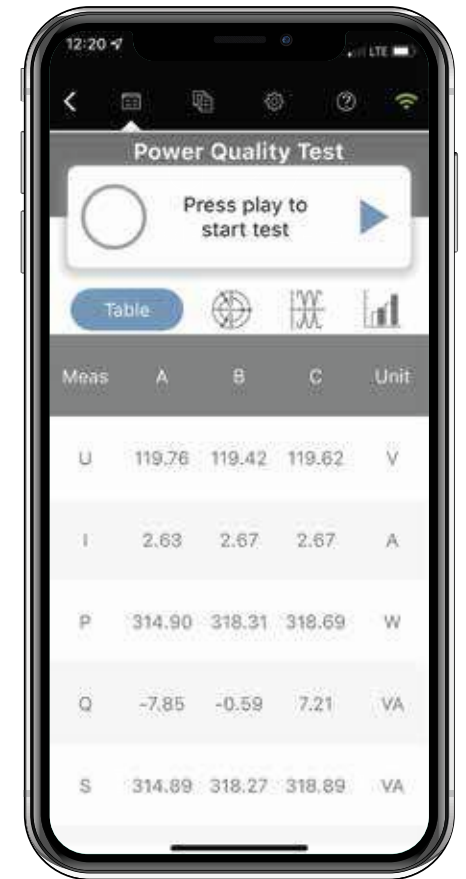 12:20
LTE
Power Quality Test
Press play to
start test
Table
Meas A B C Unit
U 119.76 119.42 119.62 V
I 2.63 2.67 2.67 A
P 314.90 318.31 318.69 W
Q -7.85 -0.59 7.21 VA
S 314.89 318.27 318.89 VA